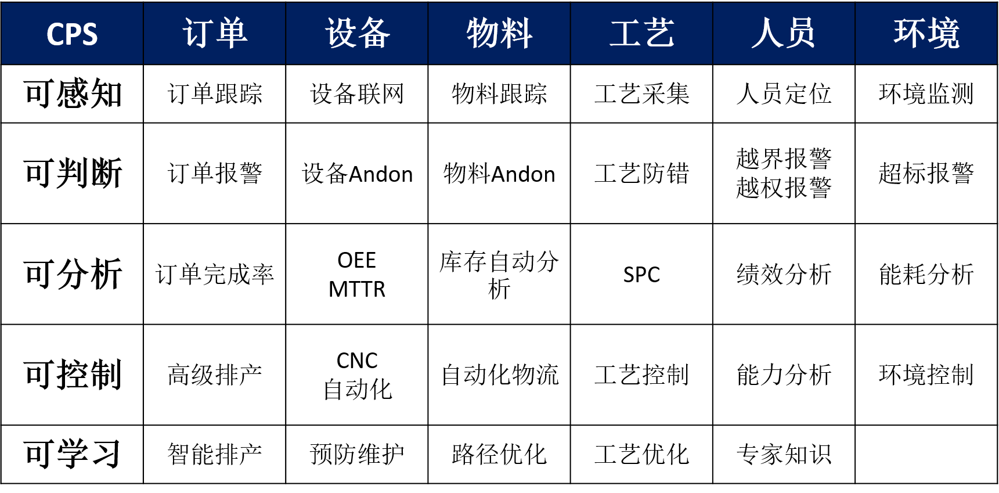 CPS 订单 设备 物料 工艺 人员 环境
可感知 订单跟踪 设备联网 物料跟踪 工艺采集 人员定位 环境监测
可判断 订单报警 设备Andon 物料Andon 工艺防错 越界报警 超标报警
越权报警
可分析 订单完成率 OEE 库存自动分 SPC 绩效分析 能耗分析
MTTR 析
可控制 高级排产 CNC 自动化物流 工艺控制 能力分析 环境控制
自动化
可学习 智能排产 预防维护 路径优化 工艺优化 专家知识